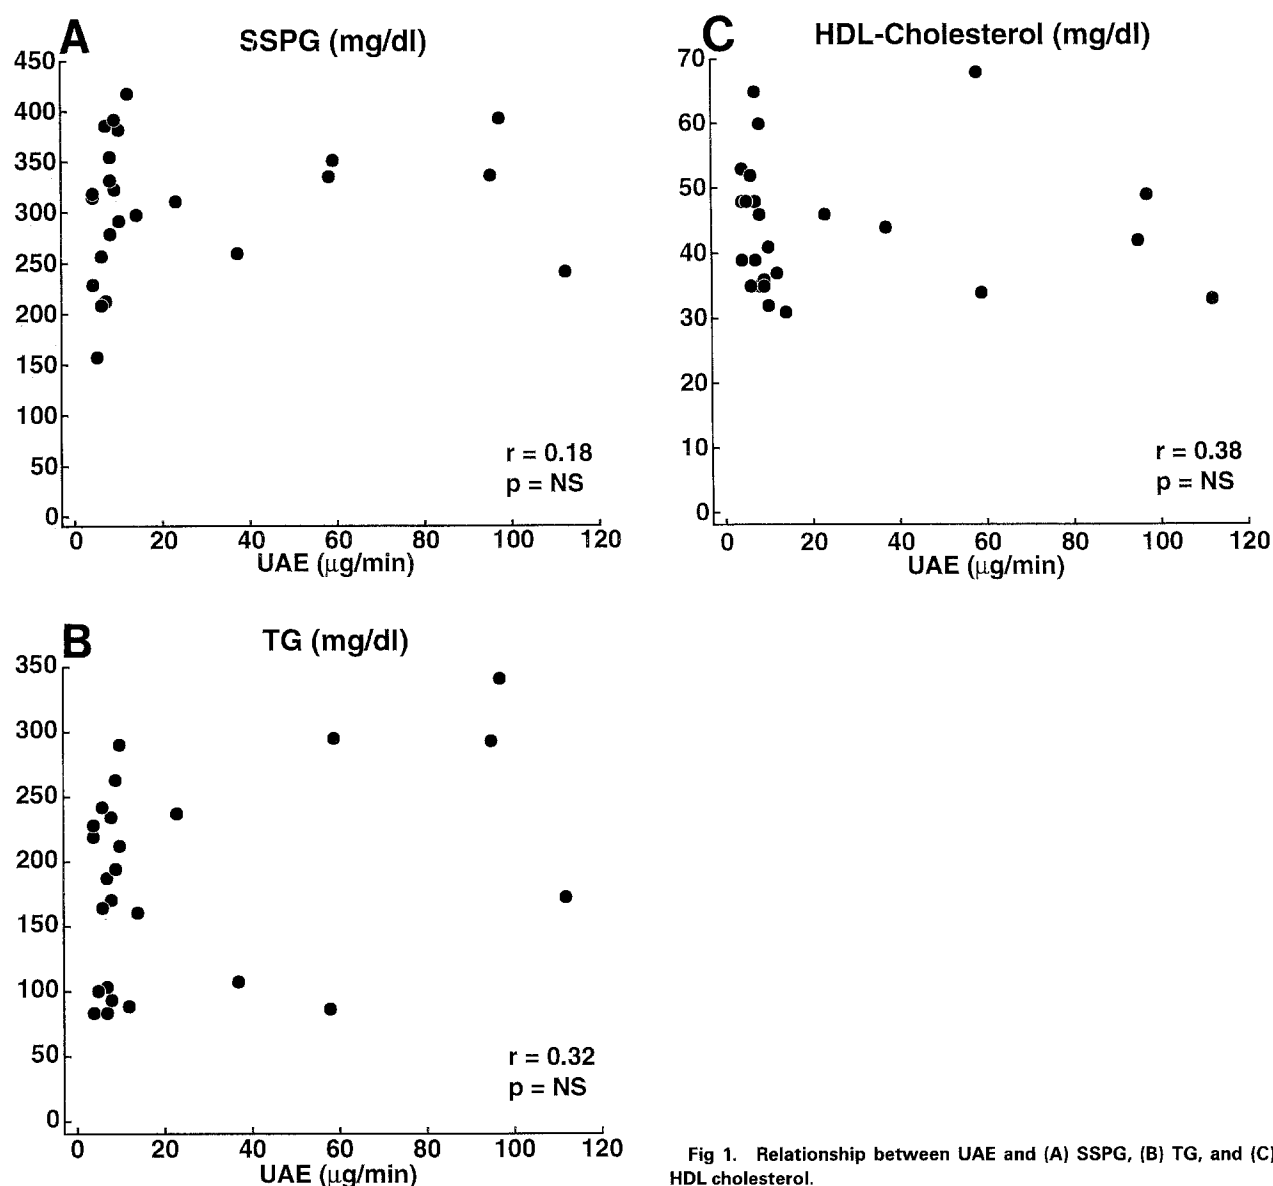 A
SSPG (mg/dl)
450
400
350
300
250
200
150
100
50
0
0 20 40 60 80 100 120
UAE (μg/min)
r = 0.18
p = NS
C
HDL-Cholesterol (mg/dl)
70
60
50
40
30
20
10
0
0 20 40 60 80 100 120
UAE (μg/min)
r = 0.38
p = NS
B
TG (mg/dl)
350
300
250
200
150
100
50
0
0 20 40 60 80 100 120
UAE (μg/min)
r = 0.32
p = NS
Fig 1. Relationship between UAE and (A) SSPG, (B) TG, and (C)
HDL cholesterol.